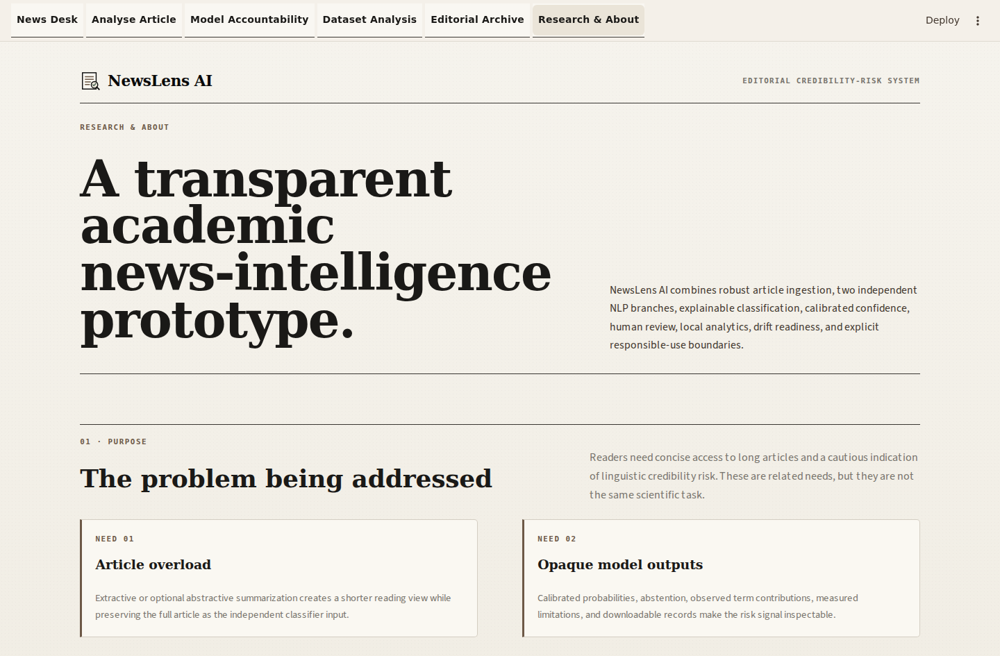 News Desk
Analyse Article
Model Accountability
Dataset Analysis
Editorial Archive
Research & About
Deploy
NewsLens AI
EDITORIAL CREDIBILITY-RISK SYSTEM
RESEARCH & ABOUT
A transparent
academic
news-intelligence
prototype.
NewsLens AI combines robust article ingestion, two independent
NLP branches, explainable classification, calibrated confidence,
human review, local analytics, drift readiness, and explicit
responsible-use boundaries.
01 · PURPOSE
The problem being addressed
Readers need concise access to long articles and a cautious indication
of linguistic credibility risk. These are related needs, but they are not
the same scientific task.
NEED 01
Article overload
Extractive or optional abstractive summarization creates a shorter reading view while
preserving the full article as the independent classifier input.
NEED 02
Opaque model outputs
Calibrated probabilities, abstention, observed term contributions, measured
limitations, and downloadable records make the risk signal inspectable.